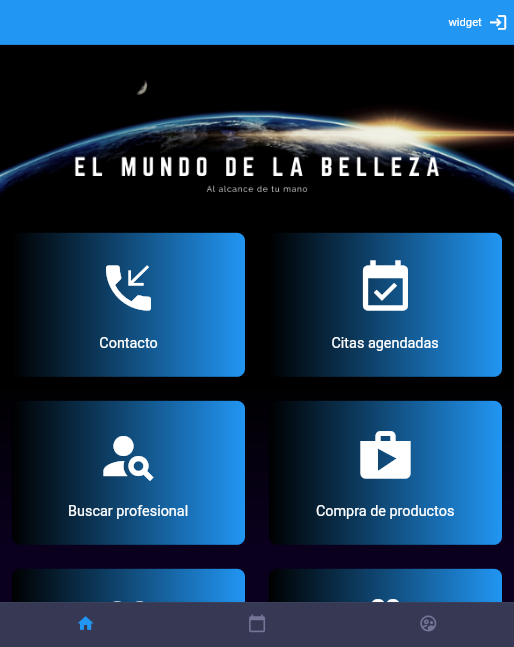 widget
EL MUNDO DE LA BELLEZA
Al alcance de tu mano
Contacto
Citas agendadas
Buscar profesional
Compra de productos